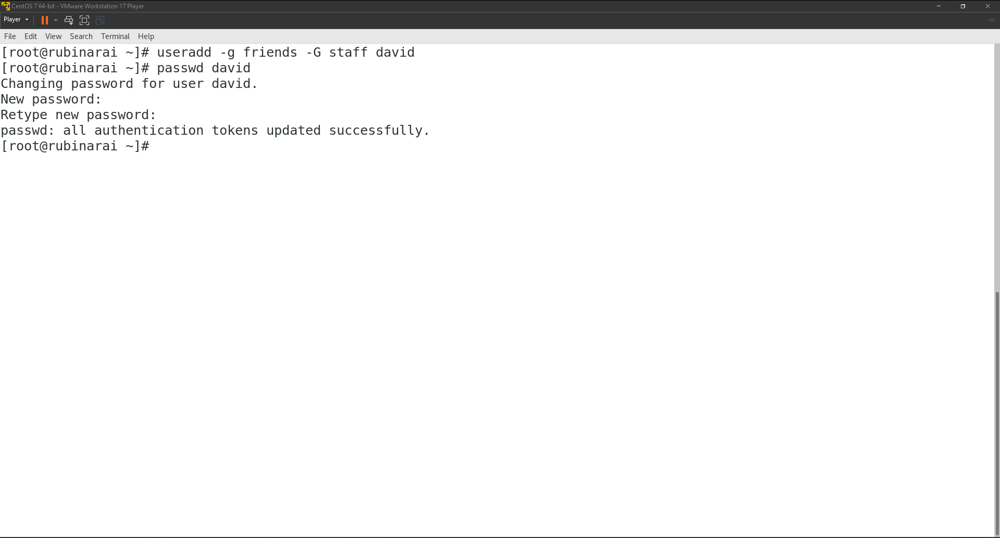 CentOS 7 64-bit - VMware Workstation 17 Player
Player
File Edit View Search Terminal Help
[root@rubinarai ~]# useradd -g friends -G staff david
[root@rubinarai ~]# passwd david
Changing password for user david.
New password:
Retype new password:
passwd: all authentication tokens updated successfully.
[root@rubinarai ~]#